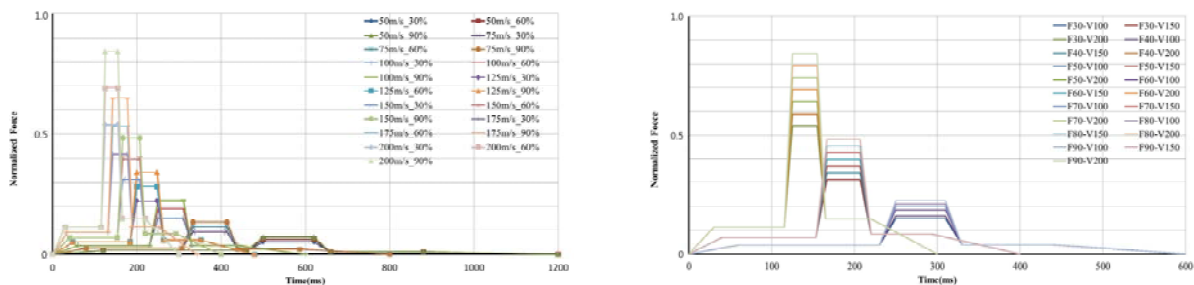 1.0
50m/s_30% 50m/s_60%
50m/s_90% 75m/s_30%
75m/s_60% 75m/s_90%
100m/s_30% 100m/s_60%
100m/s_90% 125m/s_30%
125m/s_60% 125m/s_90%
150m/s_30% 150m/s_60%
150m/s_90% 175m/s_30%
175m/s_60% 175m/s_90%
200m/s_30% 200m/s_60%
200m/s_90%
Normalized Force
0.5
0.0
0 200 400 600 800 1000 1200
Time(ms)
1.0
F30-V100 F30-V150
F30-V200 F40-V100
F40-V150 F40-V200
F50-V100 F50-V150
F50-V200 F60-V100
F60-V150 F60-V200
F70-V100 F70-V150
F70-V200 F80-V100
F80-V150 F80-V200
F90-V100 F90-V150
F90-V200
Normalized Force
0.5
0.0
0 100 200 300 400 500 600
Time(ms)